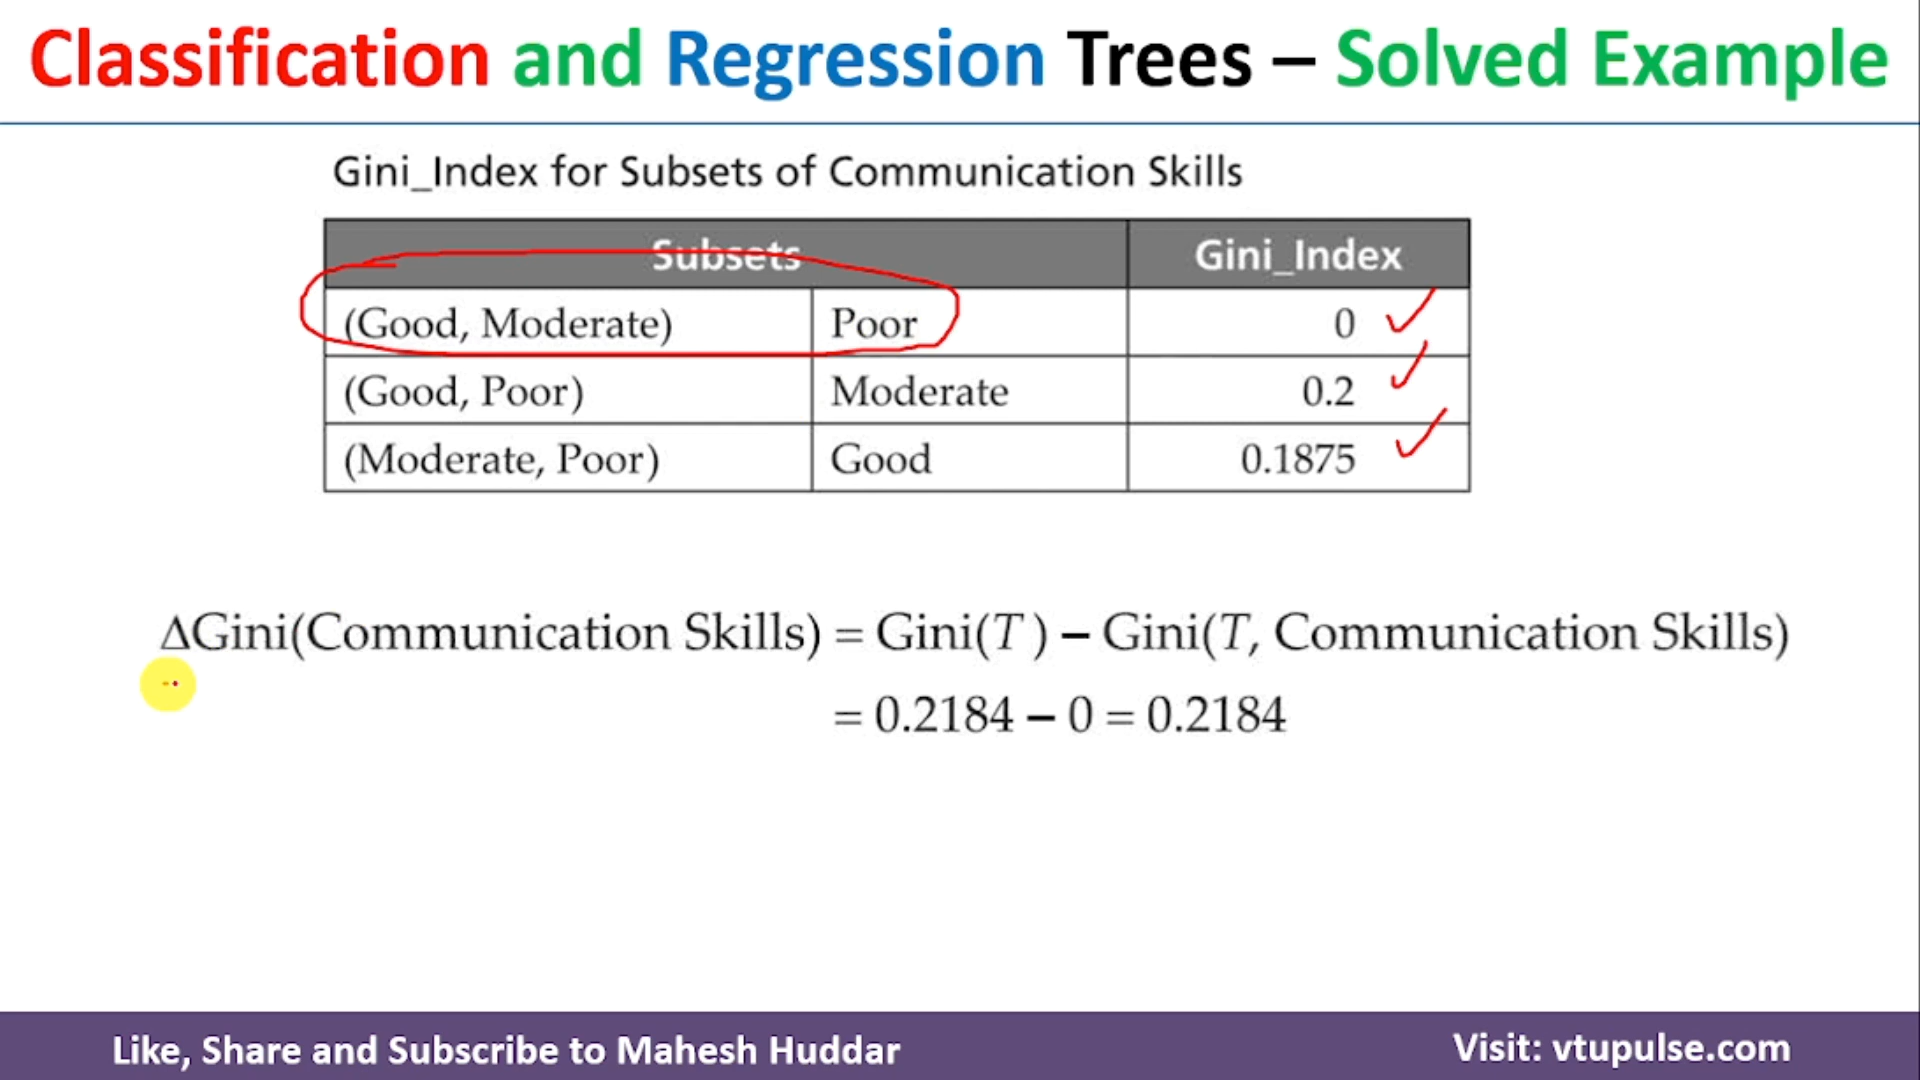 Classification and Regression Trees – Solved Example
Gini_Index for Subsets of Communication Skills
Subsets Gini_Index
(Good, Moderate) Poor 0
(Good, Poor) Moderate 0.2
(Moderate, Poor) Good 0.1875
ΔGini(Communication Skills) = Gini(T) – Gini(T, Communication Skills)
= 0.2184 – 0 = 0.2184
Like, Share and Subscribe to Mahesh Huddar Visit: vtupulse.com